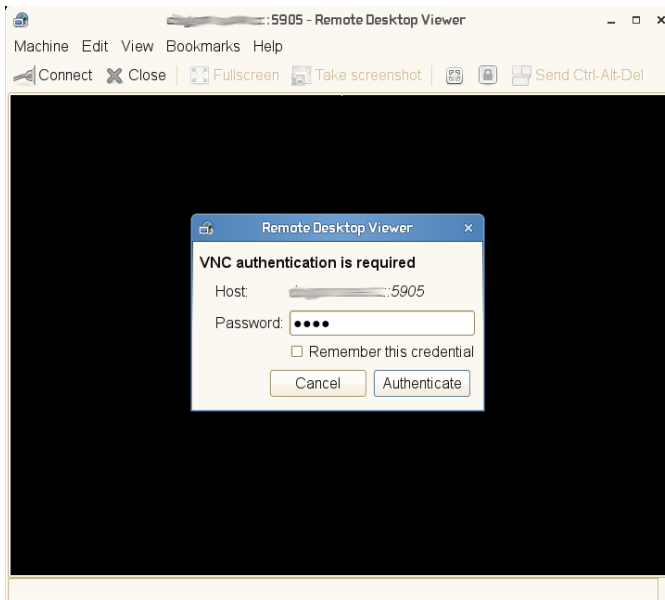 ::5905 - Remote Desktop Viewer
Machine Edit View Bookmarks Help
Connect Close Fullscreen Take screenshot Send Ctrl-Alt-Del
Remote Desktop Viewer
VNC authentication is required
Host: ::5905
Password: ●●●●
Remember this credential
Cancel Authenticate